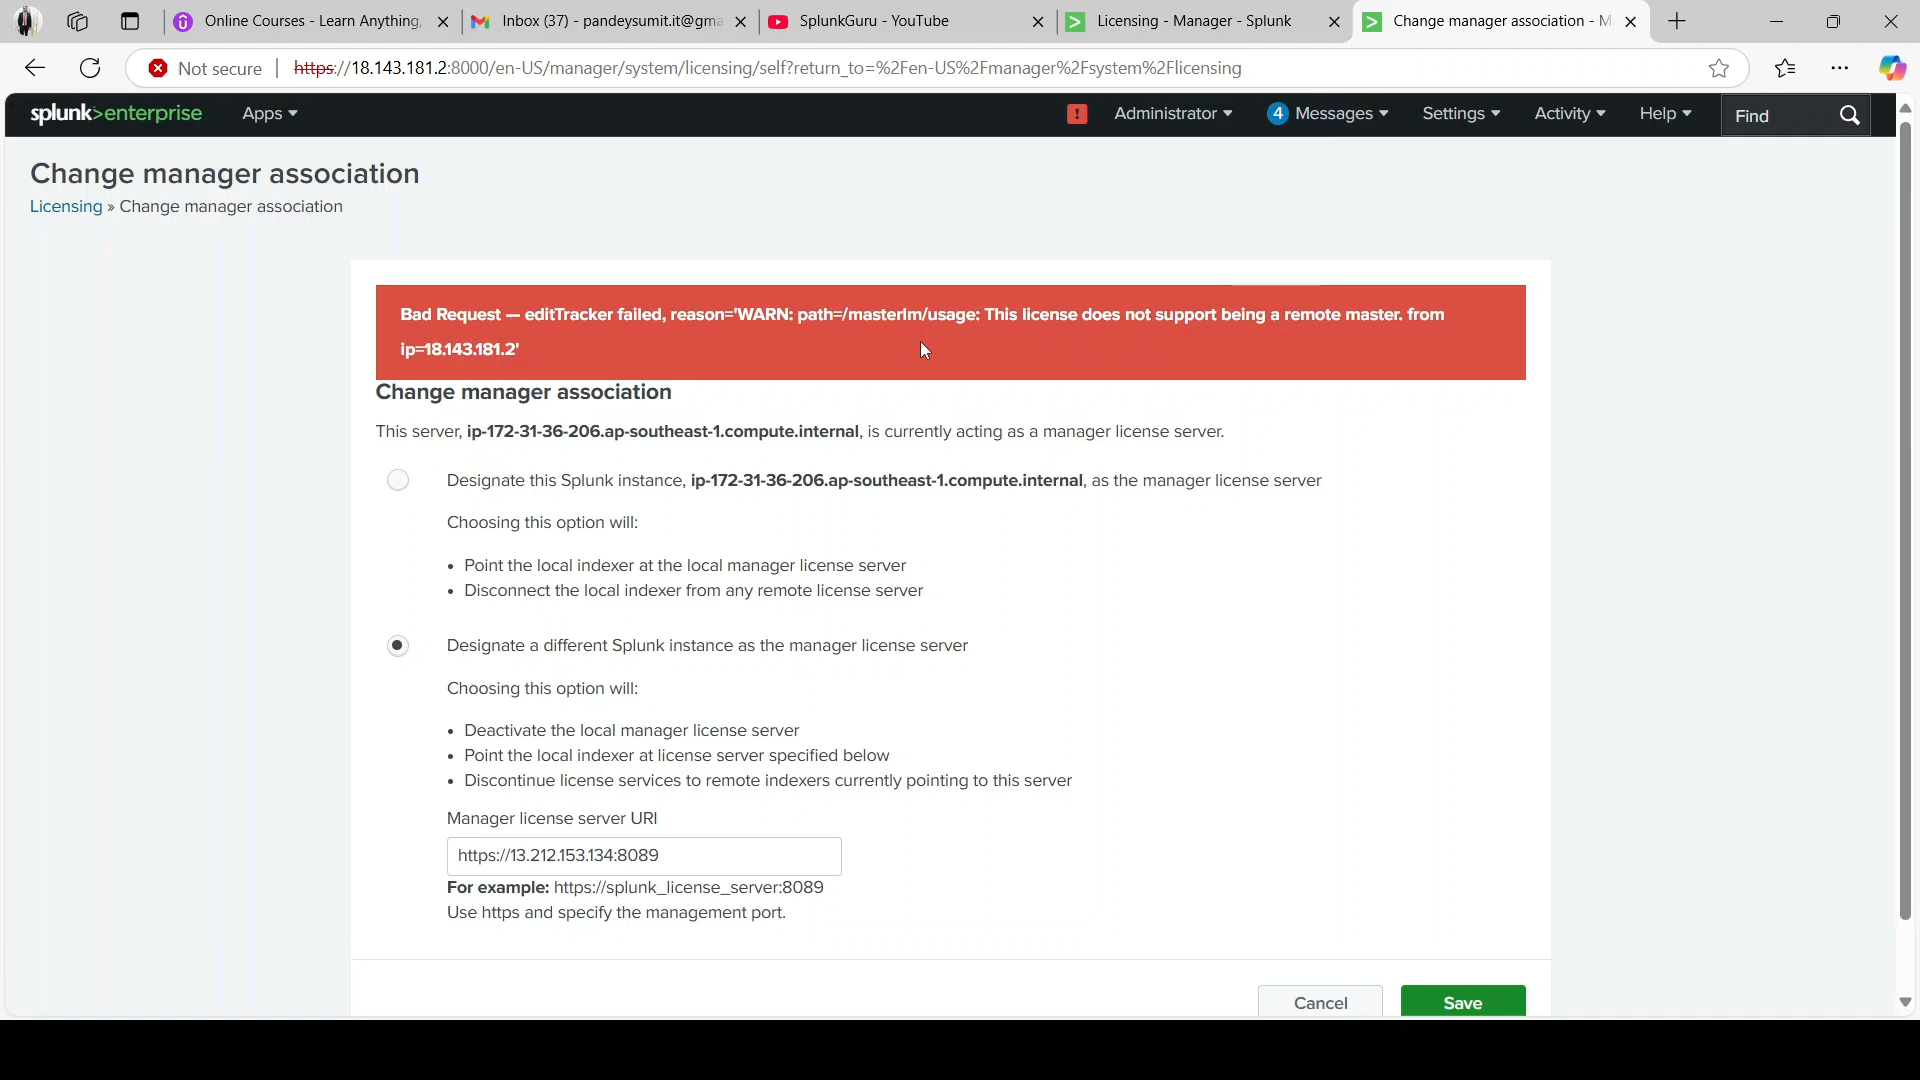 Online Courses - Learn Anything,
Inbox (37) - pandeysumit.it@gma
SplunkGuru - YouTube
Licensing - Manager - Splunk
Change manager association - M
Not secure
https://18.143.181.2:8000/en-US/manager/system/licensing/self?return_to=%2Fen-US%2Fmanager%2Fsystem%2Flicensing
splunk>enterprise
Apps
!
Administrator
4 Messages
Settings
Activity
Help
Find
Change manager association
Licensing » Change manager association
Bad Request — editTracker failed, reason='WARN: path=/masterlm/usage: This license does not support being a remote master. from
ip=18.143.181.2'
Change manager association
This server, ip-172-31-36-206.ap-southeast-1.compute.internal, is currently acting as a manager license server.
Designate this Splunk instance, ip-172-31-36-206.ap-southeast-1.compute.internal, as the manager license server
Choosing this option will:
• Point the local indexer at the local manager license server
• Disconnect the local indexer from any remote license server
Designate a different Splunk instance as the manager license server
Choosing this option will:
• Deactivate the local manager license server
• Point the local indexer at license server specified below
• Discontinue license services to remote indexers currently pointing to this server
Manager license server URI
https://13.212.153.134:8089
For example: https://splunk_license_server:8089
Use https and specify the management port.
Cancel
Save